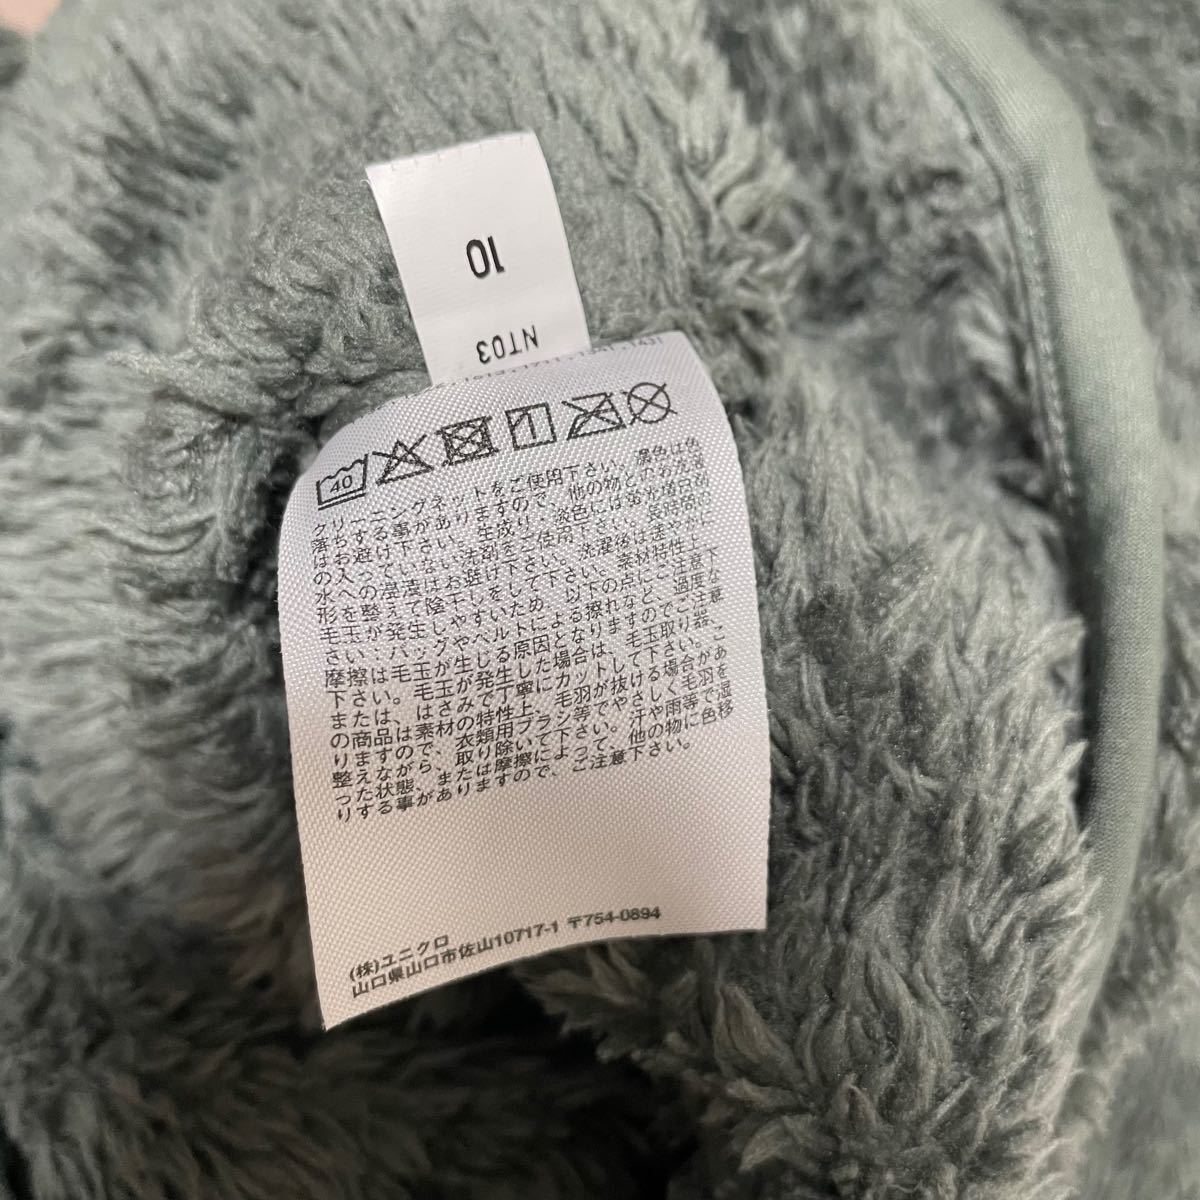 10
NT03
40
クリーニングネットをご使用下さい。濃色は色
落ちする事がありますので、他の物とのお洗濯
はお避け下さい。生成り、淡色には蛍光増白剤
の入っていない洗剤をご使用下さい。長時間の
水への浸漬はお避け下さい。洗濯後は速やかに
形を整えて陰干しをして下さい。素材特性上、
毛玉が発生しやすいため、以下の点にご注意下
さい、バッグやベルトによる擦れなど、過度な
摩擦は毛玉が生じる原因となりますのでご注意
下さい。毛玉が発生した場合は、毛玉取り器、
または、はさみで丁寧にカットして下さい。こ
の商品は素材の特性上、毛羽が抜ける場合があ
りますので、衣類用ブラシ等でやさしく毛羽を
整えながら、取り除いて下さい。汗や雨等で湿
った状態、または摩擦によって、他の物に色移
りする事がありますので、ご注意下さい。
(株)ユニクロ
山口県山口市佐山10717-1 〒754-0894